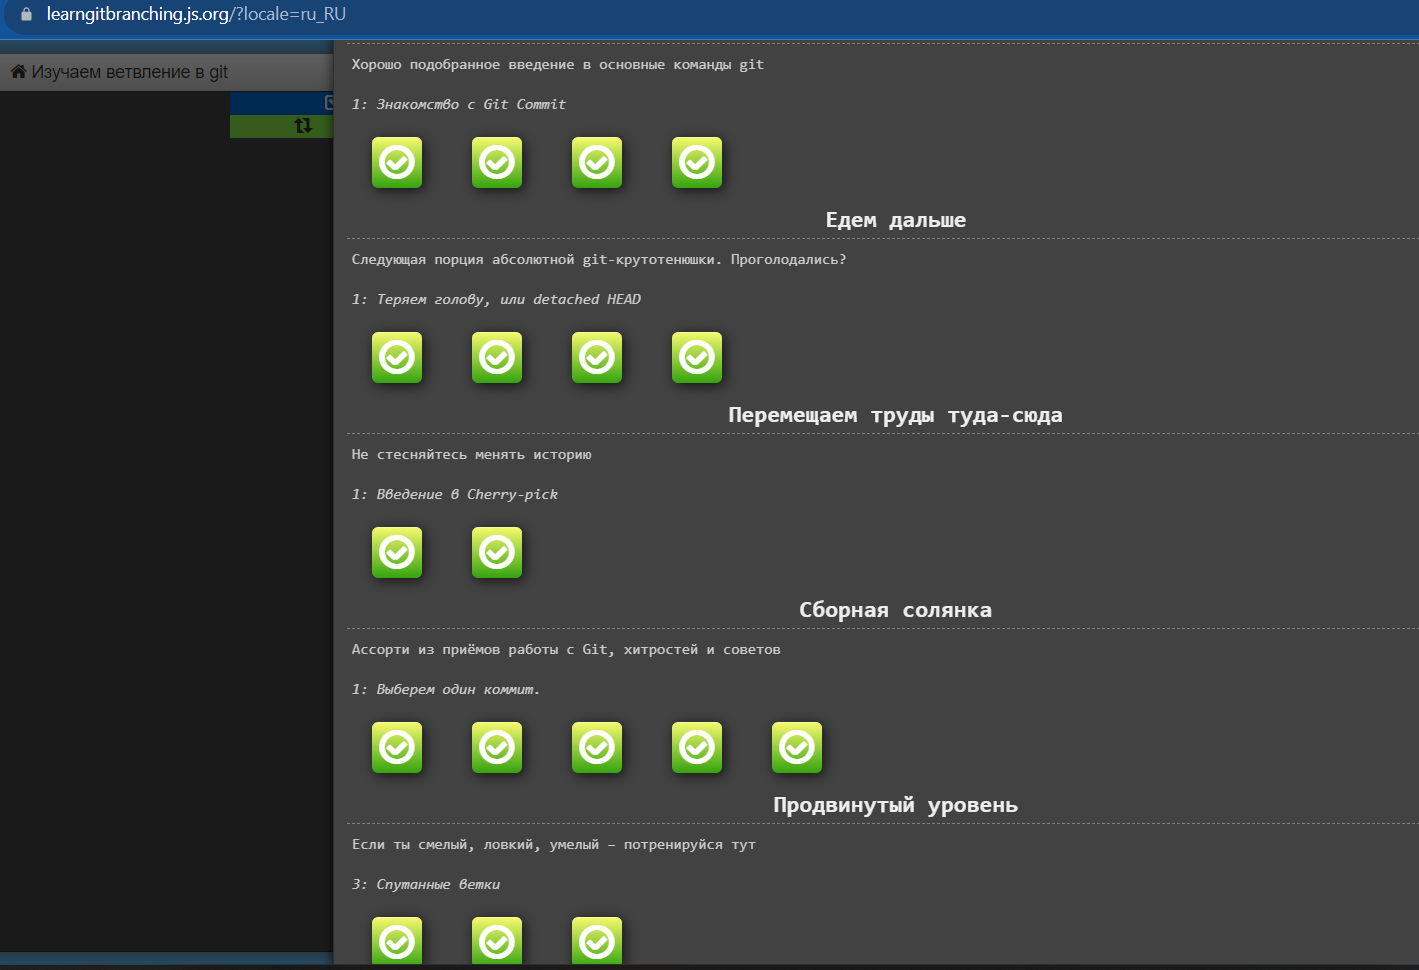 learngitbranching.js.org/?locale=ru_RU
Изучаем ветвление в git
Хорошо подобранное введение в основные команды git
1: Знакомство с Git Commit
Едем дальше
Следующая порция абсолютной git-крутотенюшки. Проголодались?
1: Теряем голову, или detached HEAD
Перемещаем труды туда-сюда
Не стесняйтесь менять историю
1: Введение в Cherry-pick
Сборная солянка
Ассорти из приёмов работы с Git, хитростей и советов
1: Выберем один коммит.
Продвинутый уровень
Если ты смелый, ловкий, умелый – потренируйся тут
3: Спутанные ветки